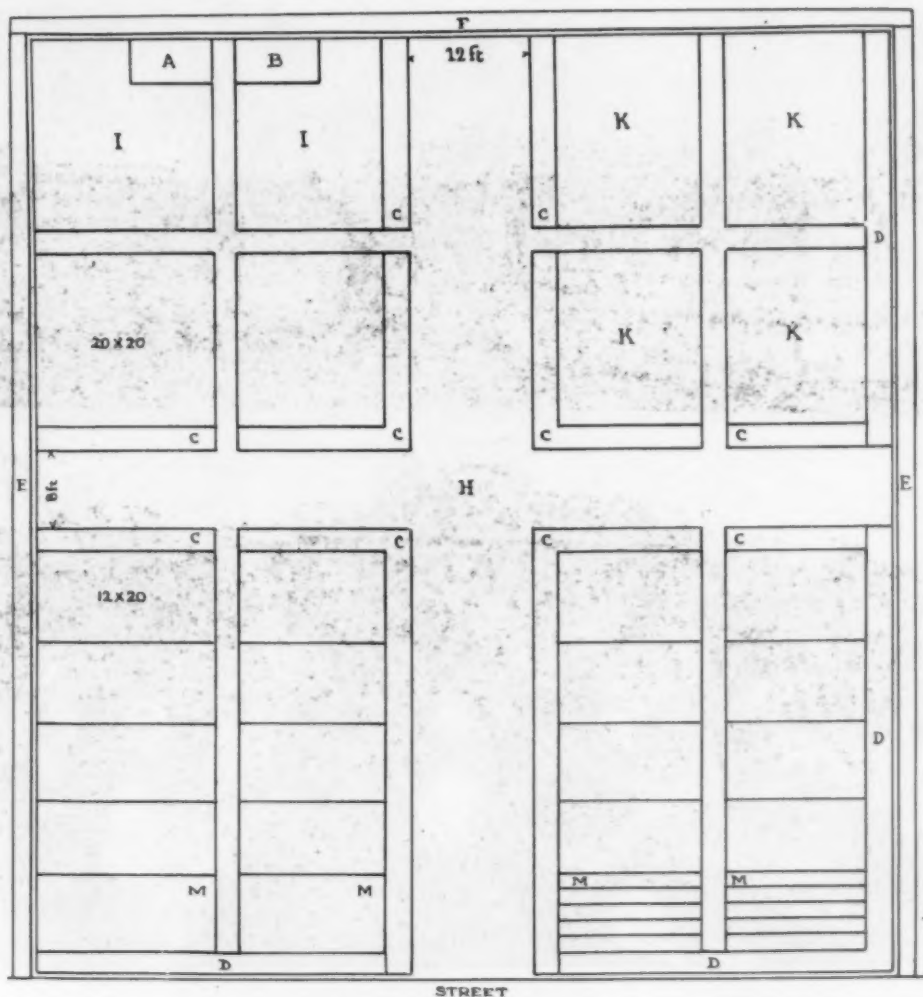 F
A B 12 ft
I I K K
C C
D
20 X 20 K K
C C C C
E 8 ft H E
C C C C
12 X 20
D
M M M M
D D
STREET